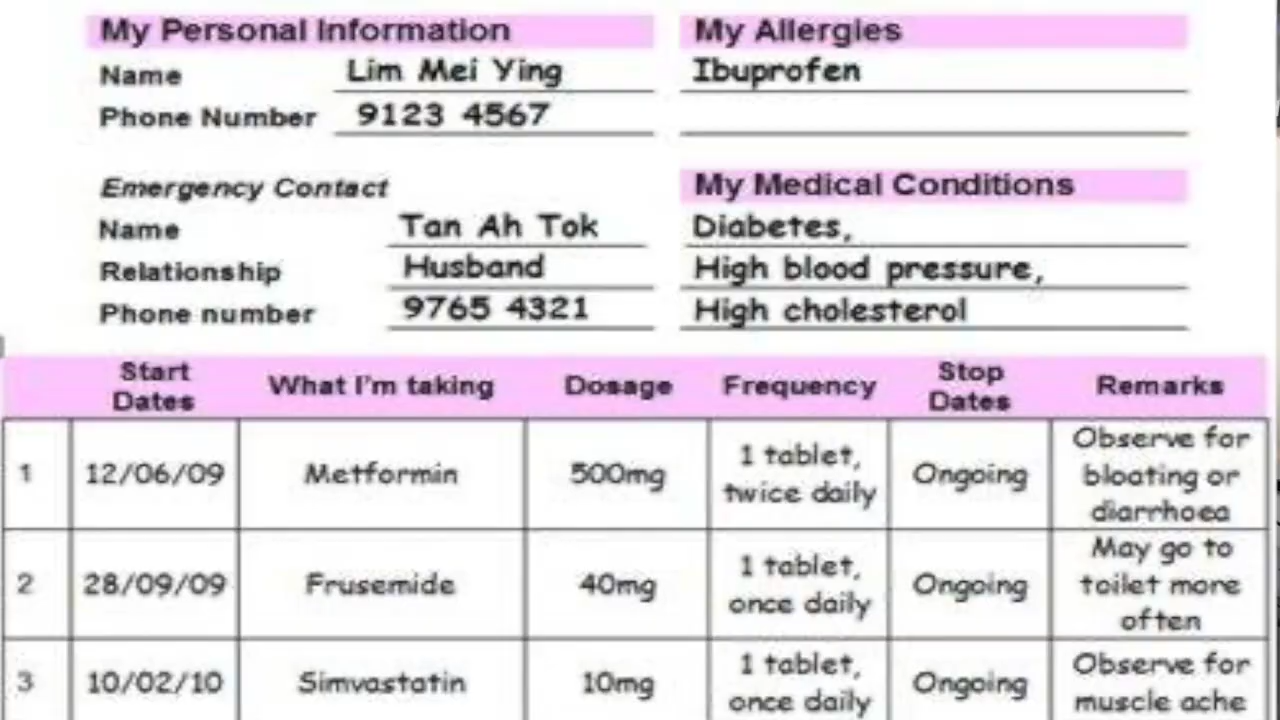 My Personal Information
Name Lim Mei Ying
Phone Number 9123 4567
My Allergies
Ibuprofen
Emergency Contact
Name Tan Ah Tok
Relationship Husband
Phone number 9765 4321
My Medical Conditions
Diabetes,
High blood pressure,
High cholesterol
Start Dates What I'm taking Dosage Frequency Stop Dates Remarks
1 12/06/09 Metformin 500mg 1 tablet, twice daily Ongoing Observe for bloating or diarrhoea
2 28/09/09 Frusemide 40mg 1 tablet, once daily Ongoing May go to toilet more often
3 10/02/10 Simvastatin 10mg 1 tablet, once daily Ongoing Observe for muscle ache